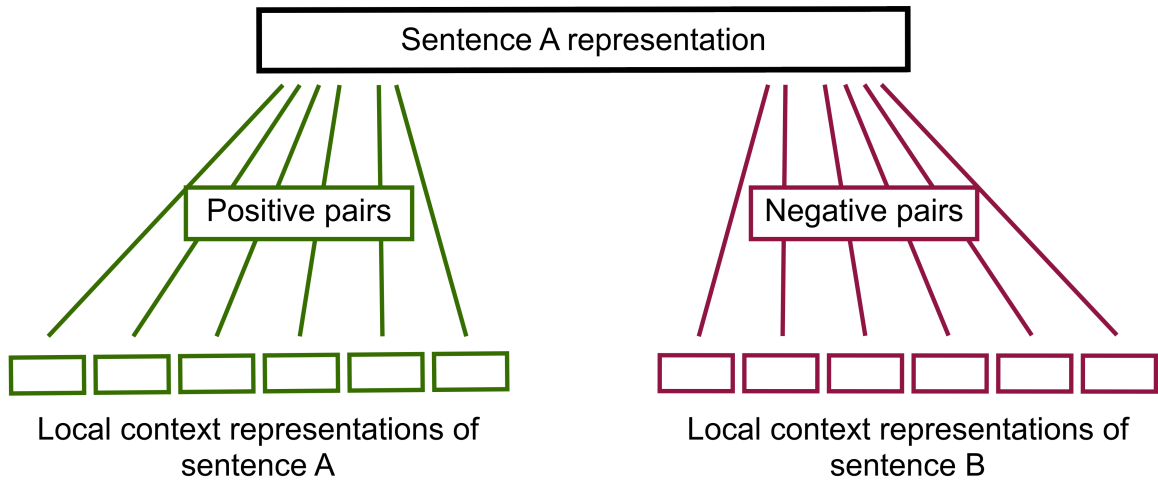 Sentence A representation
Positive pairs
Negative pairs
Local context representations of
sentence A
Local context representations of
sentence B